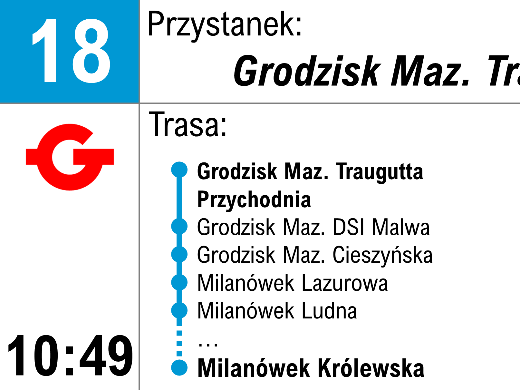 18
Przystanek:
Grodzisk Maz.
Trasa:
G
Grodzisk Maz. Traugutta
Przychodnia
Grodzisk Maz. DSI Malwa
Grodzisk Maz. Cieszyńska
Milanówek Lazurowa
Milanówek Ludna
...
Milanówek Królewska
10:49